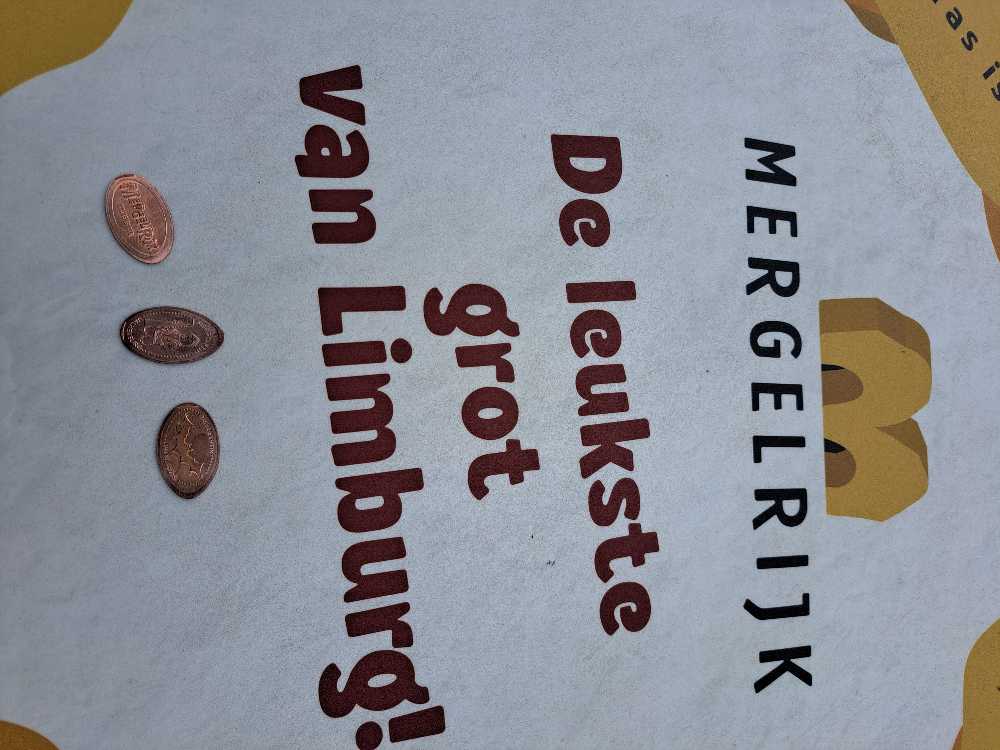 MERGELRIJK
De leukste
grot
van Limburg!